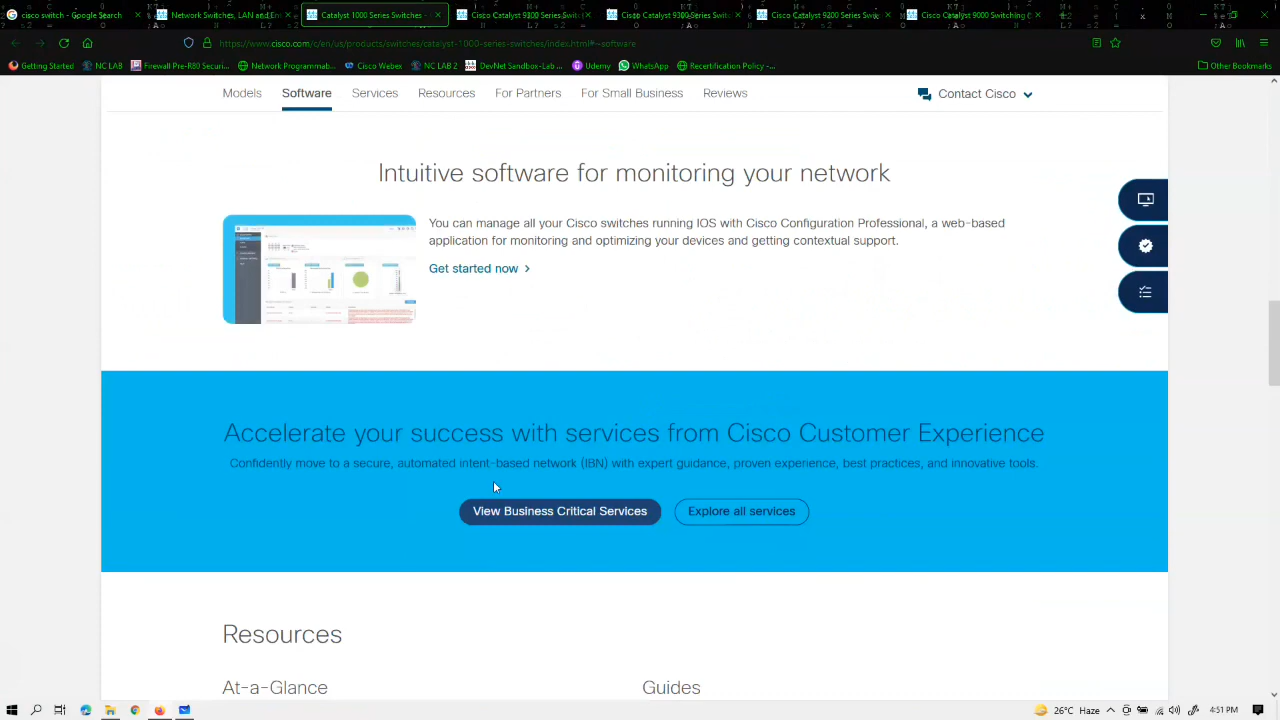 cisco switch - Google Search
Network Switches, LAN and En
Catalyst 1000 Series Switches -
Cisco Catalyst 9300 Series Swit
Cisco Catalyst 9300 Series Swit
Cisco Catalyst 9200 Series Swi
Cisco Catalyst 9000 Switching
https://www.cisco.com/c/en/us/products/switches/catalyst-1000-series-switches/index.html#~software
Getting Started
NC LAB
Firewall Pre-R80 Securi...
Network Programmab...
Cisco Webex
NC LAB 2
DevNet Sandbox-Lab ...
Udemy
WhatsApp
Recertification Policy -...
Other Bookmarks
Models
Software
Services
Resources
For Partners
For Small Business
Reviews
Contact Cisco
Intuitive software for monitoring your network
You can manage all your Cisco switches running IOS with Cisco Configuration Professional, a web-based
application for monitoring and optimizing your devices and getting contextual support.
Get started now
Accelerate your success with services from Cisco Customer Experience
Confidently move to a secure, automated intent-based network (IBN) with expert guidance, proven experience, best practices, and innovative tools.
View Business Critical Services
Explore all services
Resources
At-a-Glance
Guides
26°C Haze
4:51 PM